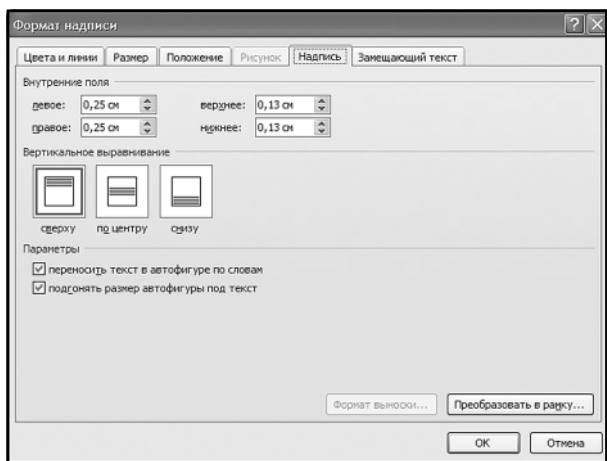 Формат надписи
Цвета и линии Размер Положение Рисунок Надпись Замещающий текст
Внутренние поля
левое: 0,25 см верхнее: 0,13 см
правое: 0,25 см нижнее: 0,13 см
Вертикальное выравнивание
сверху по центру снизу
Параметры
переносить текст в автофигуре по словам
подгонять размер автофигуры под текст
Формат выноски... Преобразовать в рамку...
ОК Отмена